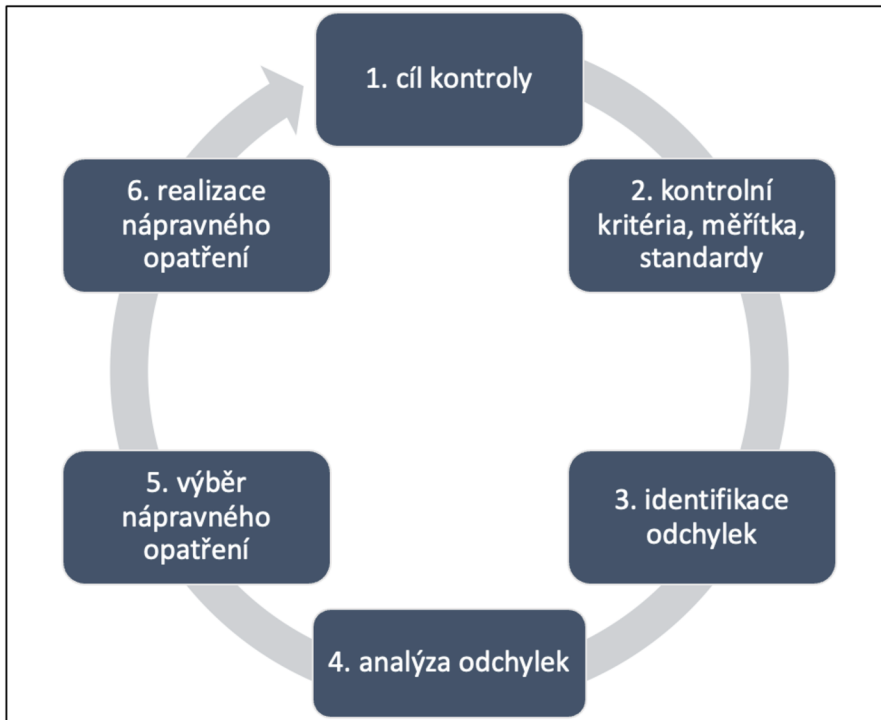 1. cíl kontroly
2. kontrolní
kritéria, měřítka,
standardy
3. identifikace
odchylek
4. analýza odchylek
5. výběr
nápravného
opatření
6. realizace
nápravného
opatření